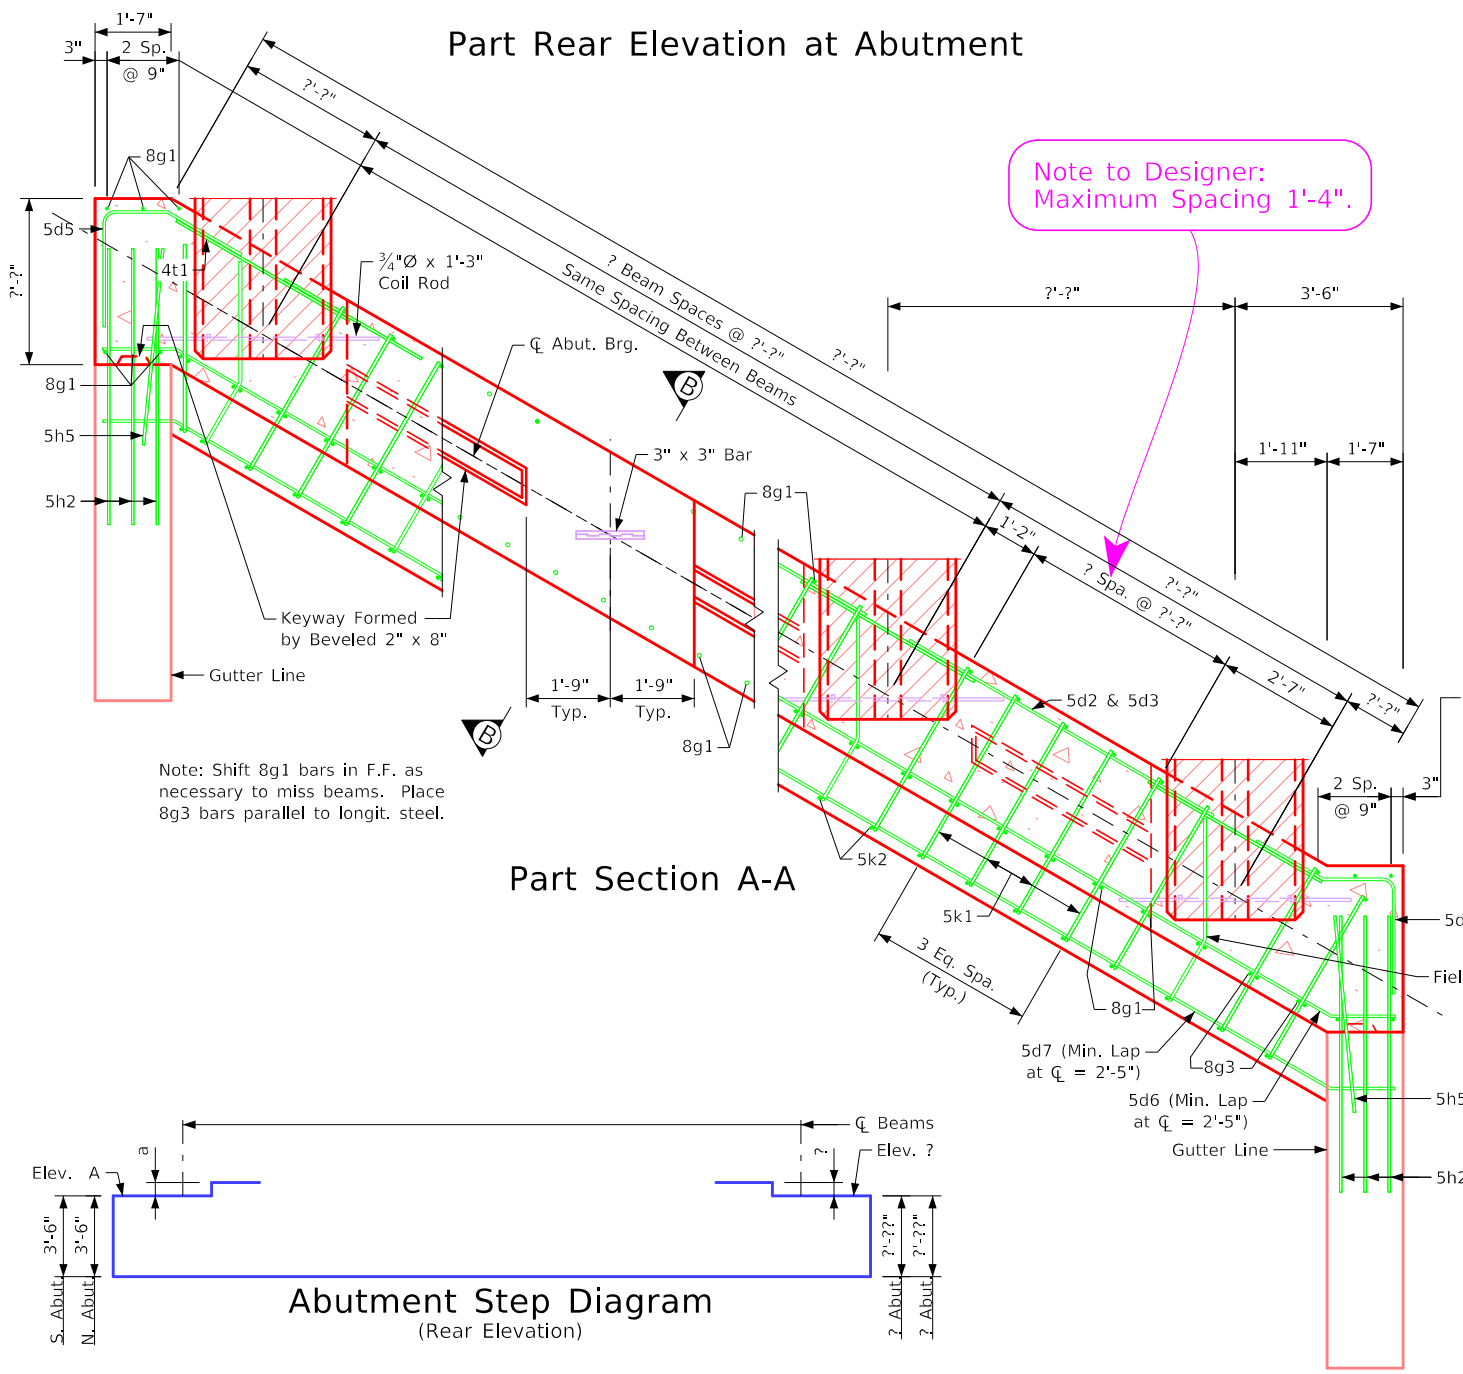 Part Rear Elevation at Abutment
1'-7"
3"
2 Sp.
@ 9"
?'-?"
8g1
Note to Designer:
Maximum Spacing 1'-4".
5d5
4t1
¾"Ø x 1'-3"
Coil Rod
? Beam Spaces @ ?'-?"
Same Spacing Between Beams
?'-?"
?'-?"
?'-?"
3'-6"
℄ Abut. Brg.
B
8g1
5h5
1'-11"
1'-7"
3" x 3" Bar
5h2
8g1
1'-2"
? Spa. @ ?'-?"
?'-?"
Keyway Formed
by Beveled 2" x 8"
Gutter Line
1'-9"
Typ.
1'-9"
Typ.
2'-7"
?'-?"
5d2 & 5d3
B
8g1
Note: Shift 8g1 bars in F.F. as
necessary to miss beams. Place
8g3 bars parallel to longit. steel.
2 Sp.
@ 9"
3"
5k2
Part Section A-A
5k1
5d
3 Eq. Spa.
(Typ.)
Fiel
8g1
5d7 (Min. Lap
at ℄ = 2'-5")
8g3
5d6 (Min. Lap
at ℄ = 2'-5")
5h5
Gutter Line
5h2
℄ Beams
a
?
Elev. A
Elev. ?
3'-6"
3'-6"
?'-??"
?'-??"
S. Abut.
N. Abut.
? Abut.
? Abut.
Abutment Step Diagram
(Rear Elevation)